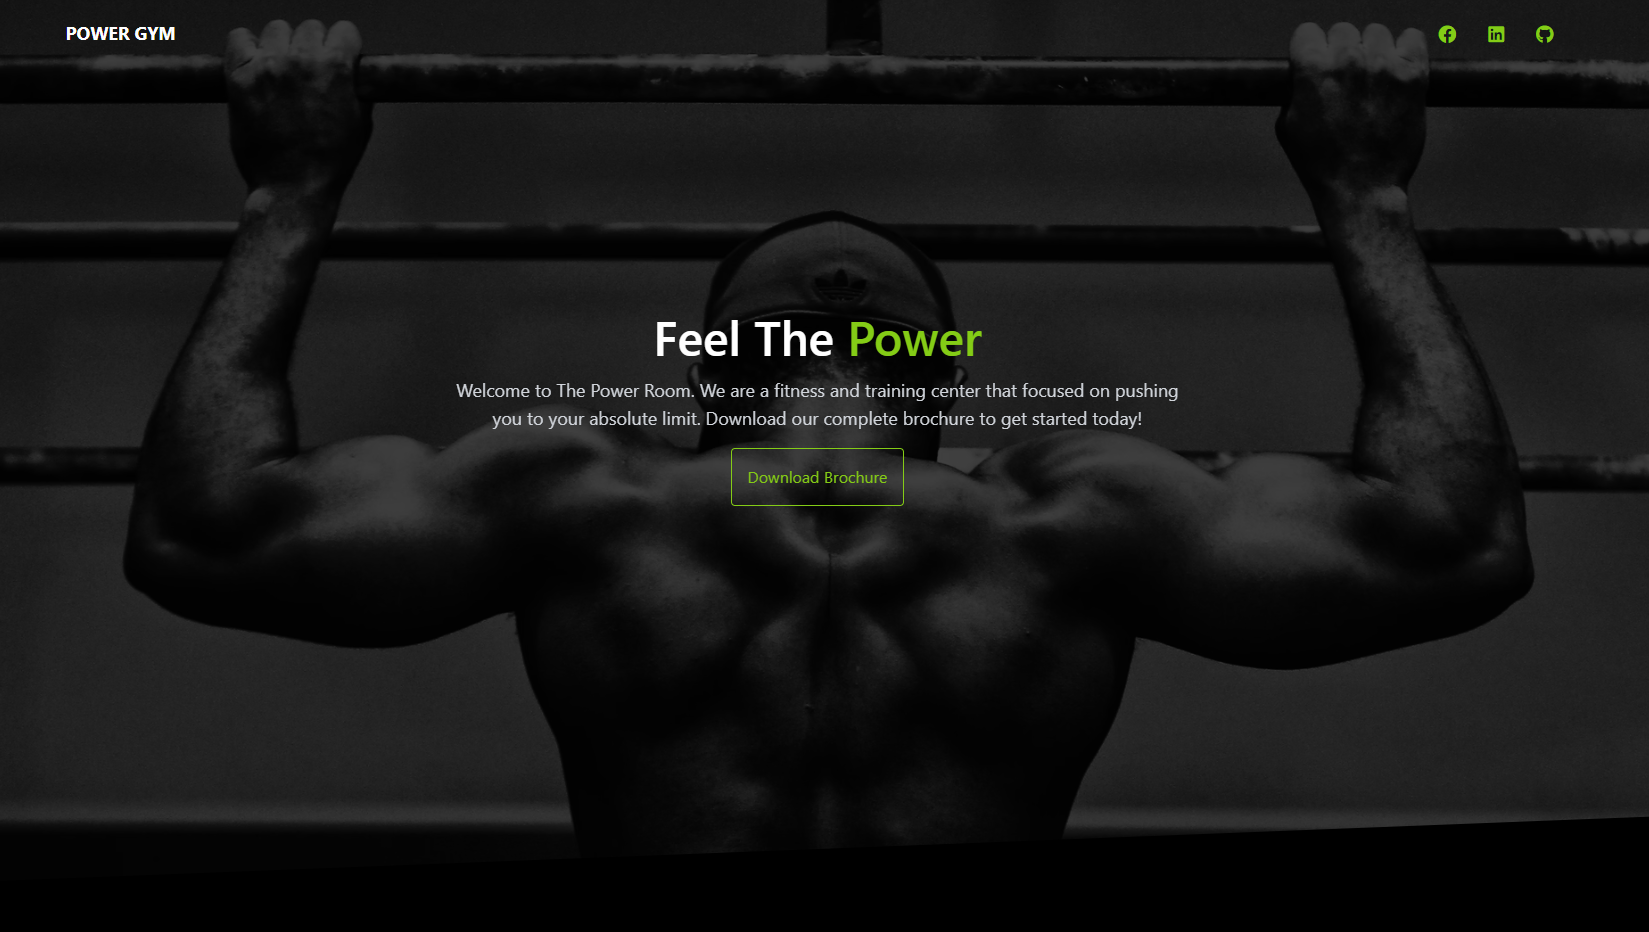 POWER GYM
Feel The Power
Welcome to The Power Room. We are a fitness and training center that focused on pushing
you to your absolute limit. Download our complete brochure to get started today!
Download Brochure